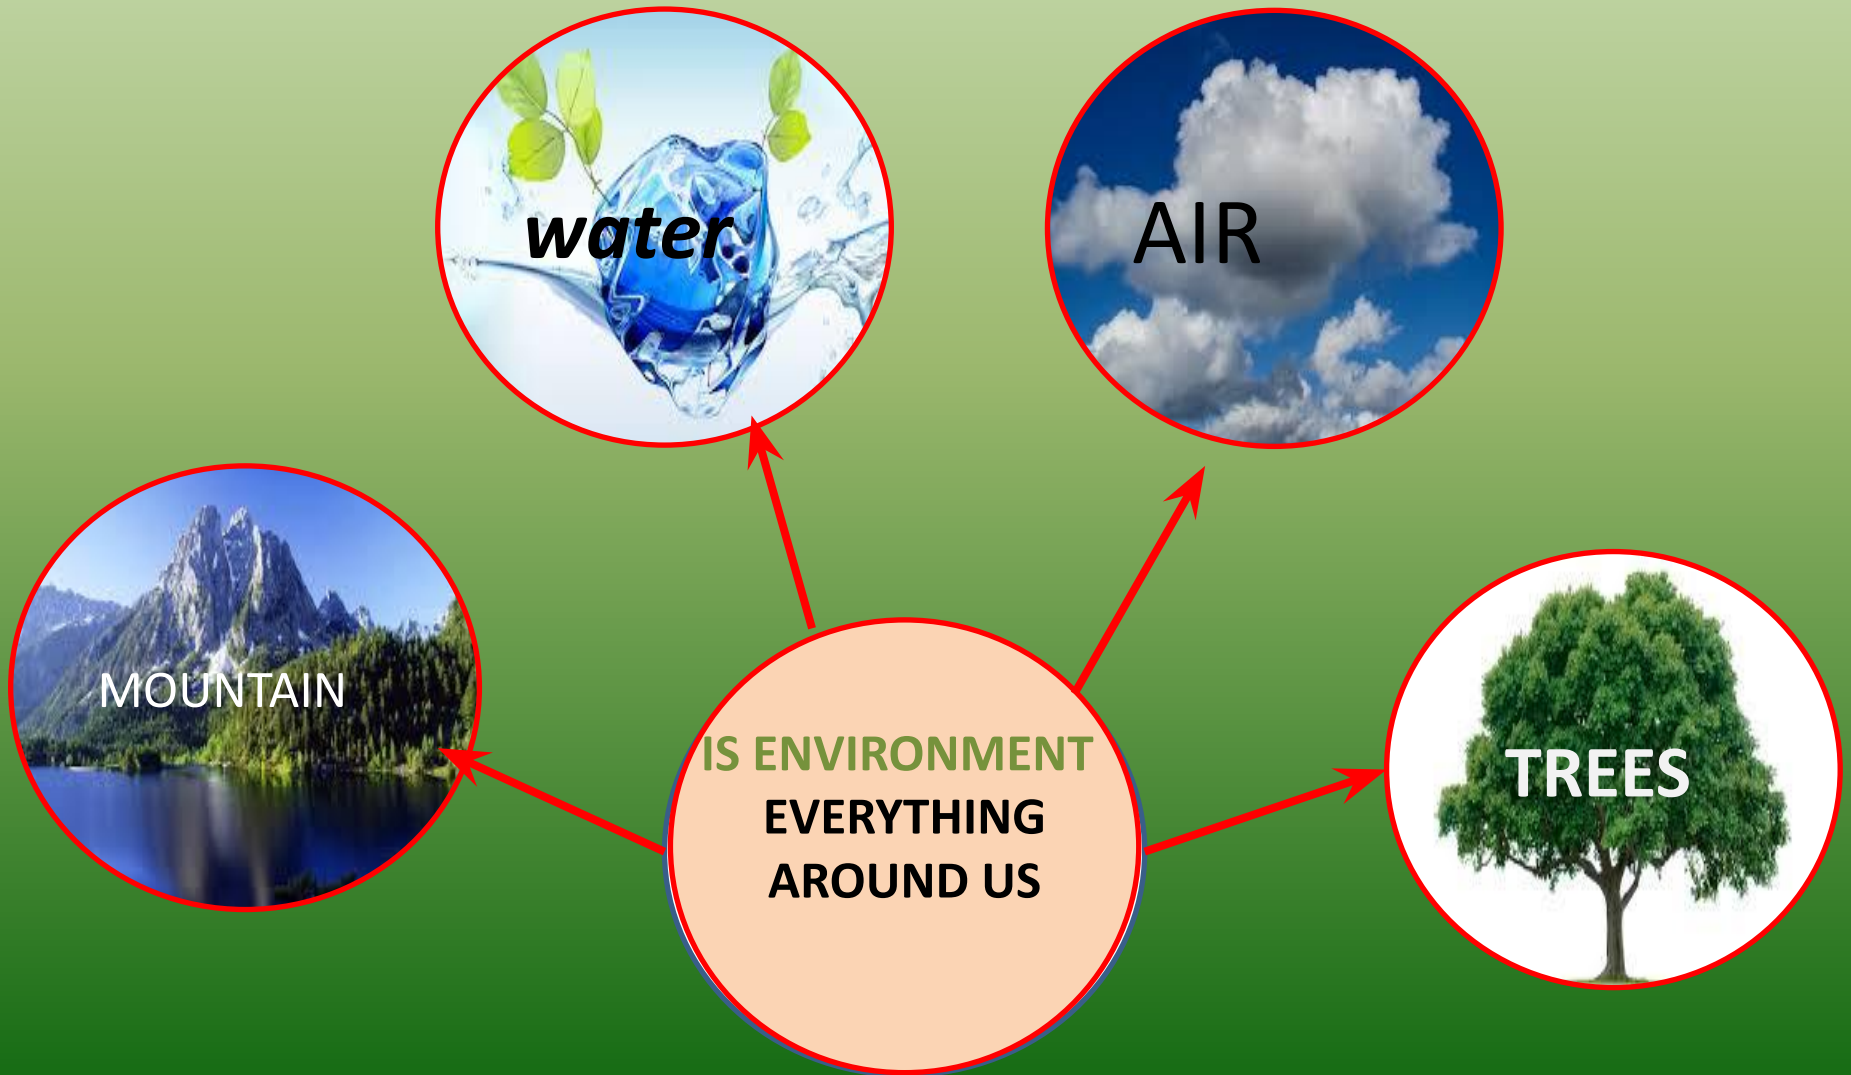 water
AIR
MOUNTAIN
IS ENVIRONMENT
EVERYTHING
AROUND US
TREES